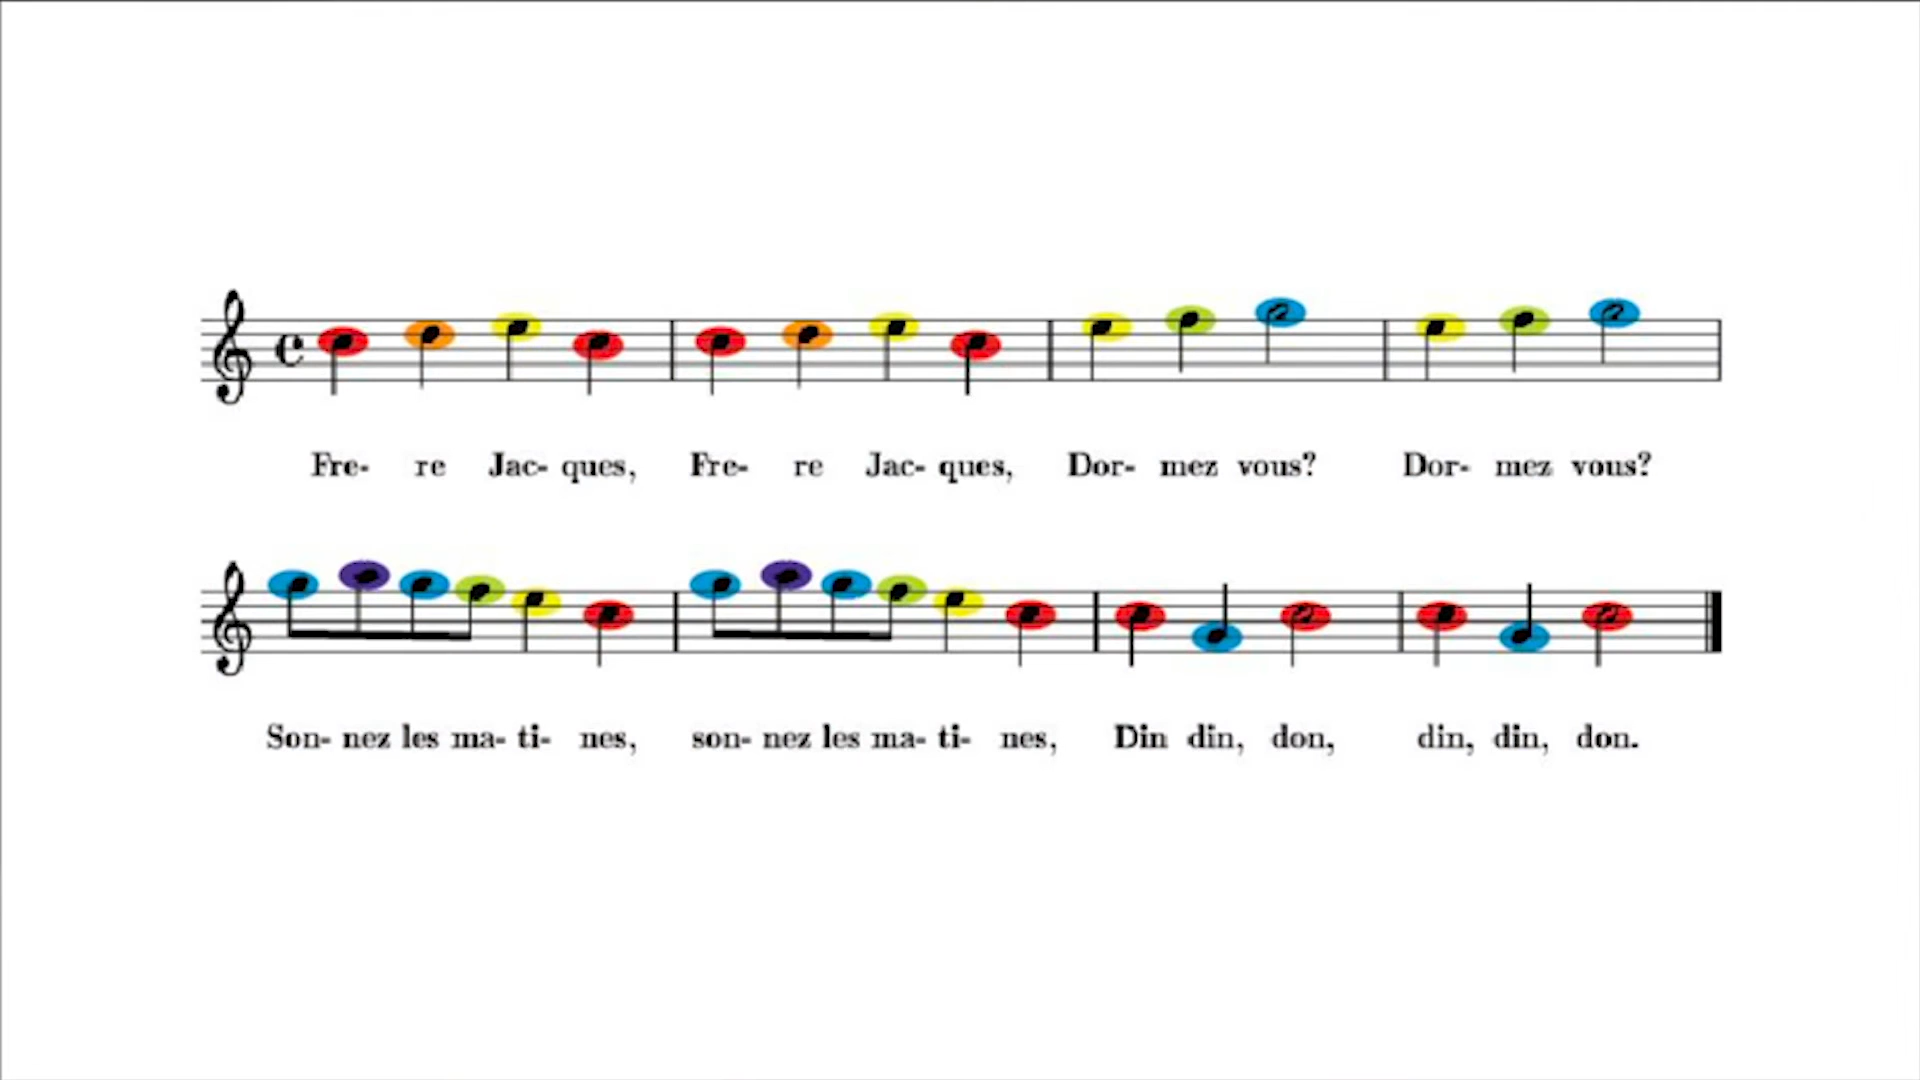 Fre- re Jac- ques, Fre- re Jac- ques, Dor- mez vous? Dor- mez vous?
Son- nez les ma- ti- nes, son- nez les ma- ti- nes, Din din, don, din, din, don.